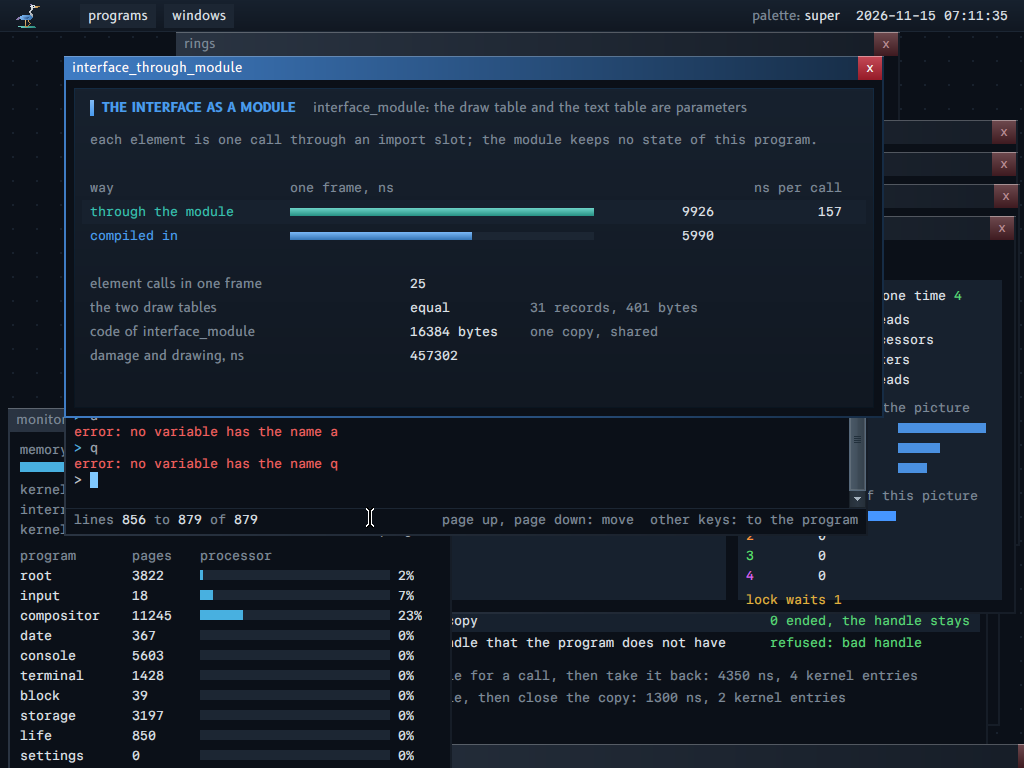 programs windows palette: super 2026-11-15 07:11:35
rings x
interface_through_module x
THE INTERFACE AS A MODULE interface_module: the draw table and the text table are parameters
each element is one call through an import slot; the module keeps no state of this program.
way one frame, ns ns per call
through the module 9926 157
compiled in 5990
element calls in one frame 25
the two draw tables equal 31 records, 401 bytes
code of interface_module 16384 bytes one copy, shared
damage and drawing, ns 457302
x
x
x
x
one time 4
eads
cessors
kers
eads
the picture
f this picture
2 0
3 0
4 0
lock waits 1
error: no variable has the name a
> q
error: no variable has the name q
>
lines 856 to 879 of 879 page up, page down: move other keys: to the program
monitor
memory
kernel
inter
kernel
program pages processor
root 3822 2%
input 18 7%
compositor 11245 23%
date 367 0%
console 5603 0%
terminal 1428 0%
block 39 0%
storage 3197 0%
life 850 0%
settings 0 0%
copy 0 ended, the handle stays
ndle that the program does not have refused: bad handle
le for a call, then take it back: 4350 ns, 4 kernel entries
le, then close the copy: 1300 ns, 2 kernel entries
x